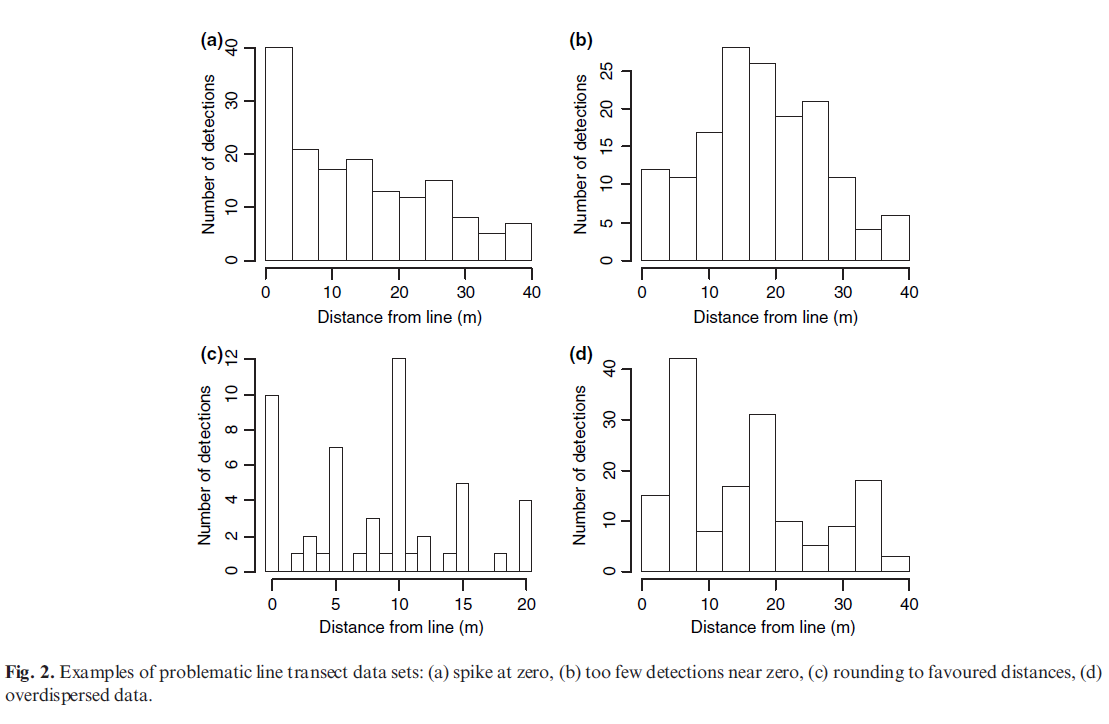 (a)
Number of detections
0 10 20 30 40
0 10 20 30 40
Distance from line (m)
(b)
Number of detections
0 5 10 15 20 25
0 10 20 30 40
Distance from line (m)
(c)
Number of detections
0 2 4 6 8 10 12
0 5 10 15 20
Distance from line (m)
(d)
Number of detections
0 10 20 30 40
0 10 20 30 40
Distance from line (m)
Fig. 2. Examples of problematic line transect data sets: (a) spike at zero, (b) too few detections near zero, (c) rounding to favoured distances, (d)
overdispersed data.